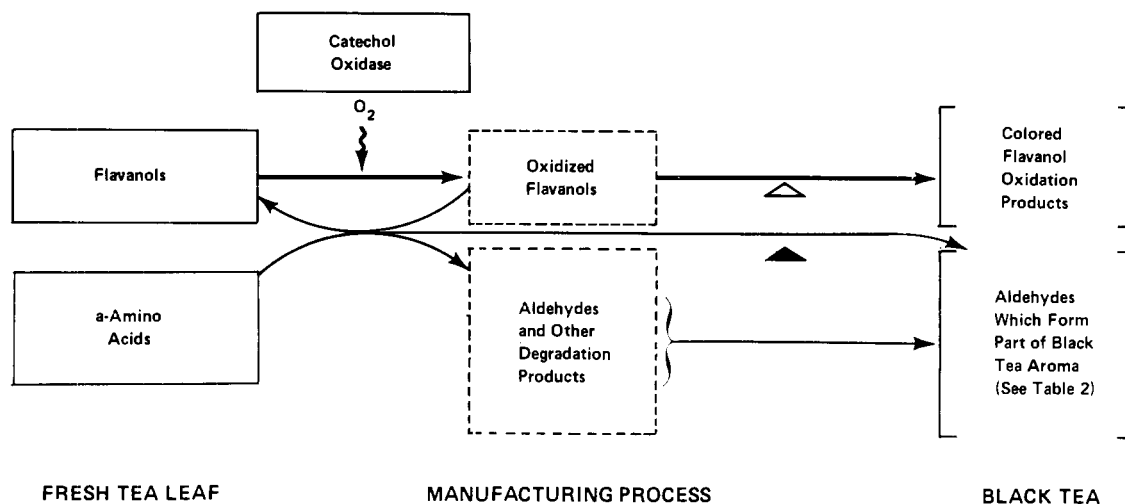 Catechol
Oxidase
O2
Flavanols
Oxidized
Flavanols
Colored
Flavanol
Oxidation
Products
a-Amino
Acids
Aldehydes
and Other
Degradation
Products
Aldehydes
Which Form
Part of Black
Tea Aroma
(See Table 2)
FRESH TEA LEAF
MANUFACTURING PROCESS
BLACK TEA